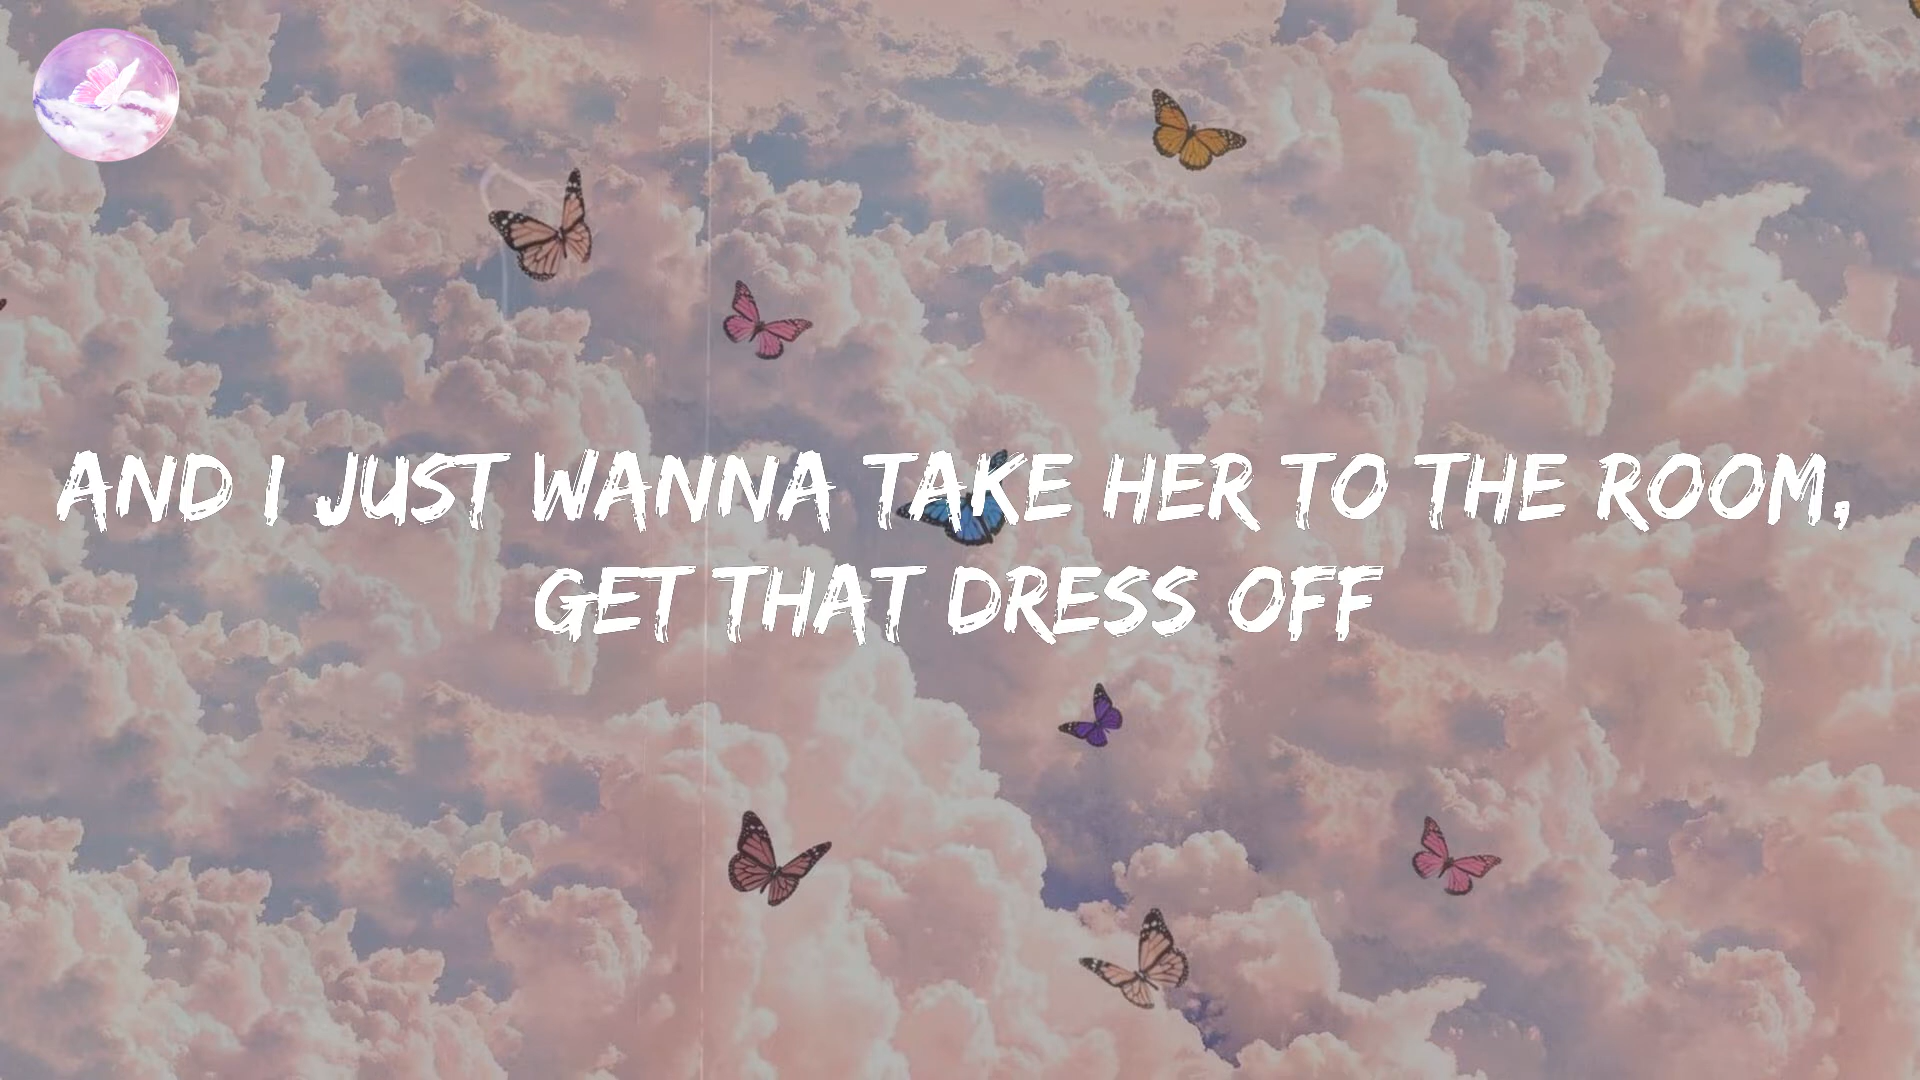 AND I JUST WANNA TAKE HER TO THE ROOM,
GET THAT DRESS OFF